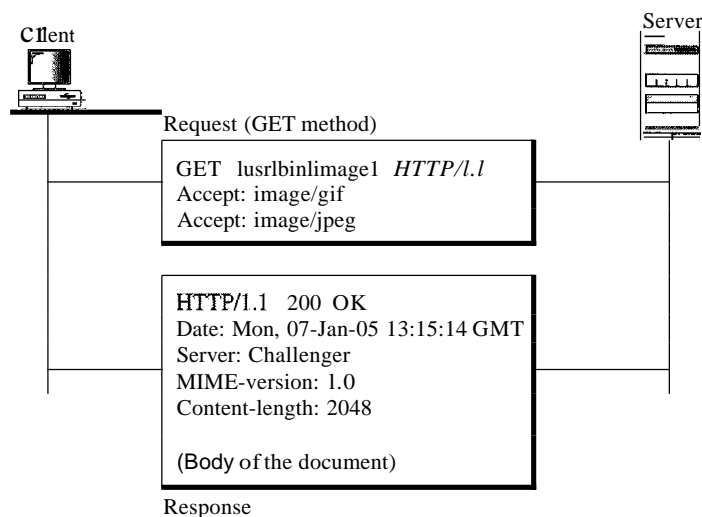 Client
Server
Request (GET method)
GET lusrlbinlimage1 HTTP/l.l
Accept: image/gif
Accept: image/jpeg
HTTP/1.1 200 OK
Date: Mon, 07-Jan-05 13:15:14 GMT
Server: Challenger
MIME-version: 1.0
Content-length: 2048
(Body of the document)
Response